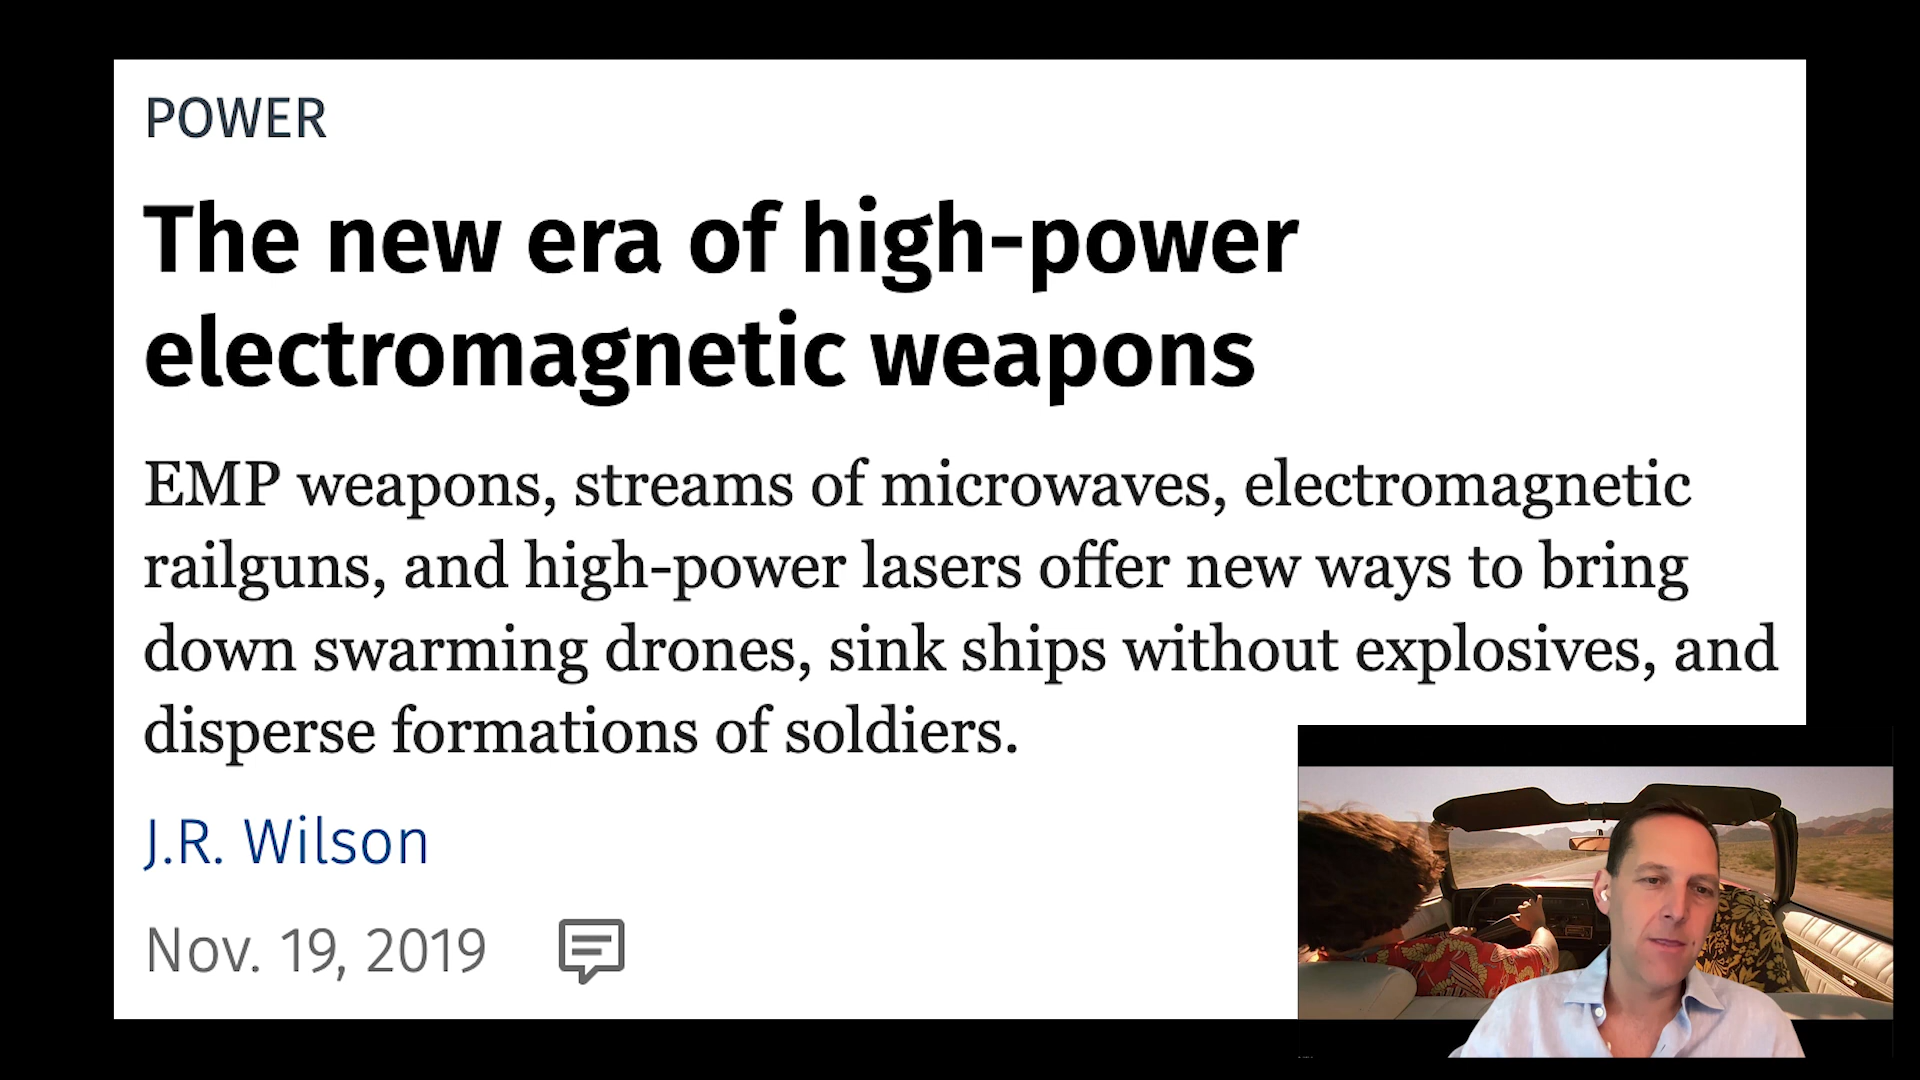 POWER
The new era of high-power
electromagnetic weapons
EMP weapons, streams of microwaves, electromagnetic
railguns, and high-power lasers offer new ways to bring
down swarming drones, sink ships without explosives, and
disperse formations of soldiers.
J.R. Wilson
Nov. 19, 2019